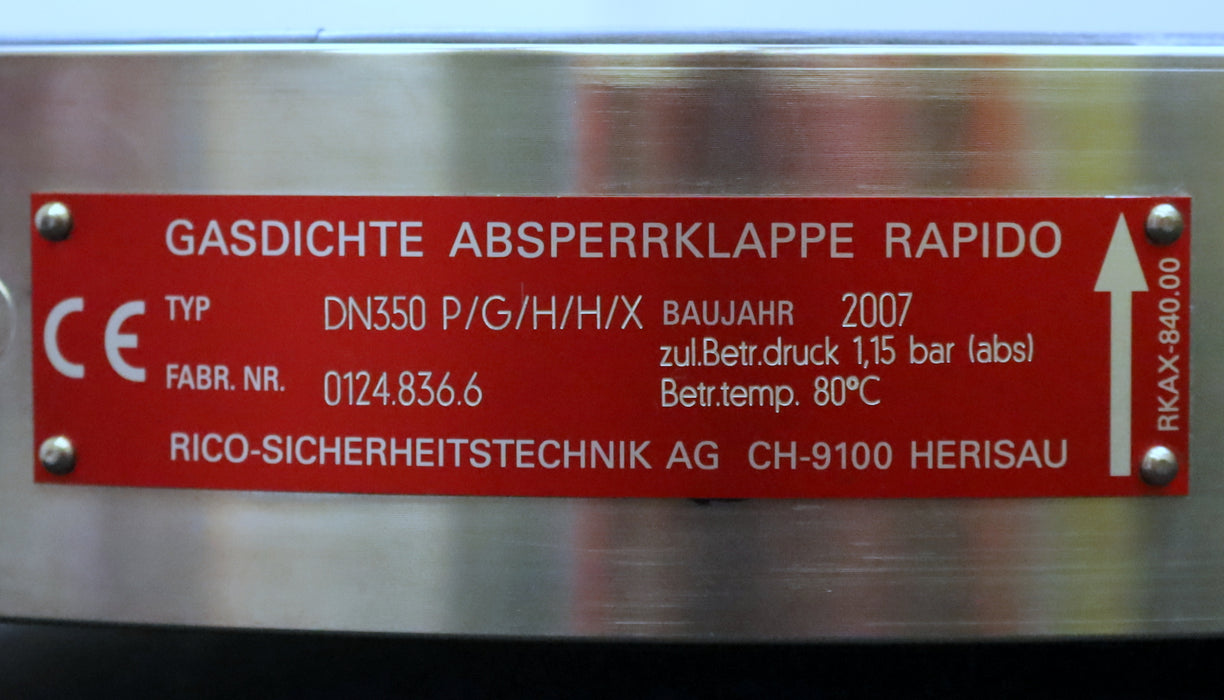 GASDICHTE ABSPERRKLAPPE RAPIDO
CE TYP DN350 P/G/H/H/X BAUJAHR 2007
zul.Betr.druck 1,15 bar (abs)
FABR. NR. 0124.836.6 Betr.temp. 80°C
RICO-SICHERHEITSTECHNIK AG CH-9100 HERISAU
RKAX-840.00